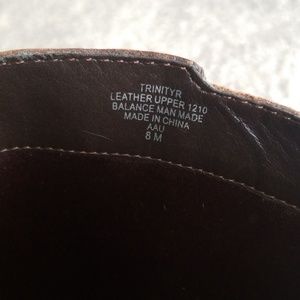 TRINITYR
LEATHER UPPER 1210
BALANCE MAN MADE
MADE IN CHINA
AAU
8 M